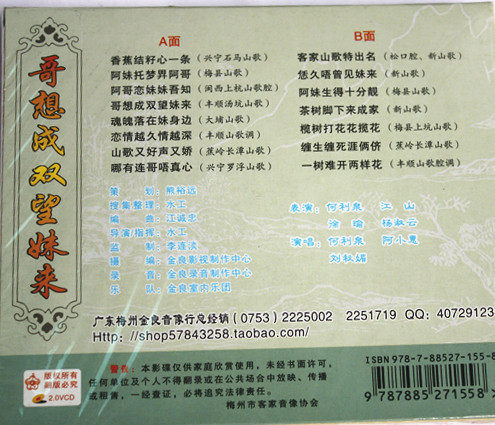 哥想成双望妹来
A面
香蕉结籽心一条（兴宁石马山歌）
阿妹托梦畀阿哥（梅县山歌）
阿哥恋妹妹吾知（闽西上杭山歌腔）
哥想成双望妹来（丰顺汤坑山歌）
魂魄落在妹身边（大埔山歌）
恋情越久情越深（丰顺山歌调）
山歌又好声又娇（蕉岭长潭山歌）
哪有连哥唔真心（兴宁罗浮山歌）
B面
客家山歌特出名（松口腔、新山歌）
恁久唔曾见妹来（新山歌）
阿妹生得十分靓（梅县山歌）
茶树脚下来成家（新山歌）
榄树打花花揽花（梅县上坑山歌）
缠生缠死涯俩侪（蕉岭长潭山歌）
一树难开两样花（丰顺山歌腔调）
策 划：熊裕远
搜集整理：水工
编 曲：江诚忠
导演/指挥：水工
监 制：李连淡
摄 编：金良影视制作中心
录 音：金良录音制作中心
乐 队：金良室内乐团
表演：何利泉 江山
涂瑜 杨淑云
演唱：何利泉 阿小惠
刘秋媚
广东梅州金良音像行总经销（0753）2225002 2251719 QQ：40729123
Http：//shop57843258.taobao.com/
版权所有
翻版必究
2.0VCD
警告：本影碟仅供家庭欣赏使用，未经书面许可，
任何单位及个人不得翻录或在公共场合中放映、传播
或租售，一经查证，必将追究法律责任。
梅州市客家音像协会
ISBN 978-7-88527-155-8
9 787885 271558